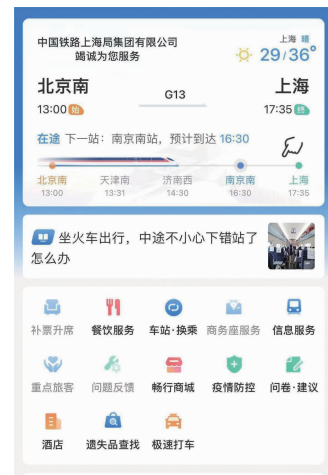 中国铁路上海局集团有限公司
竭诚为您服务
上海 晴
29/36°
北京南
G13
上海
13:00 始
17:35 终
在途 下一站：南京南站，预计到达 16:30
北京南 天津南 济南西 南京南 上海
13:00 13:31 14:30 16:30 17:35
坐火车出行，中途不小心下错站了
怎么办
补票升席 餐饮服务 车站·换乘 商务座服务 信息服务
重点旅客 问题反馈 畅行商城 疫情防控 问卷·建议
酒店 遗失品查找 极速打车